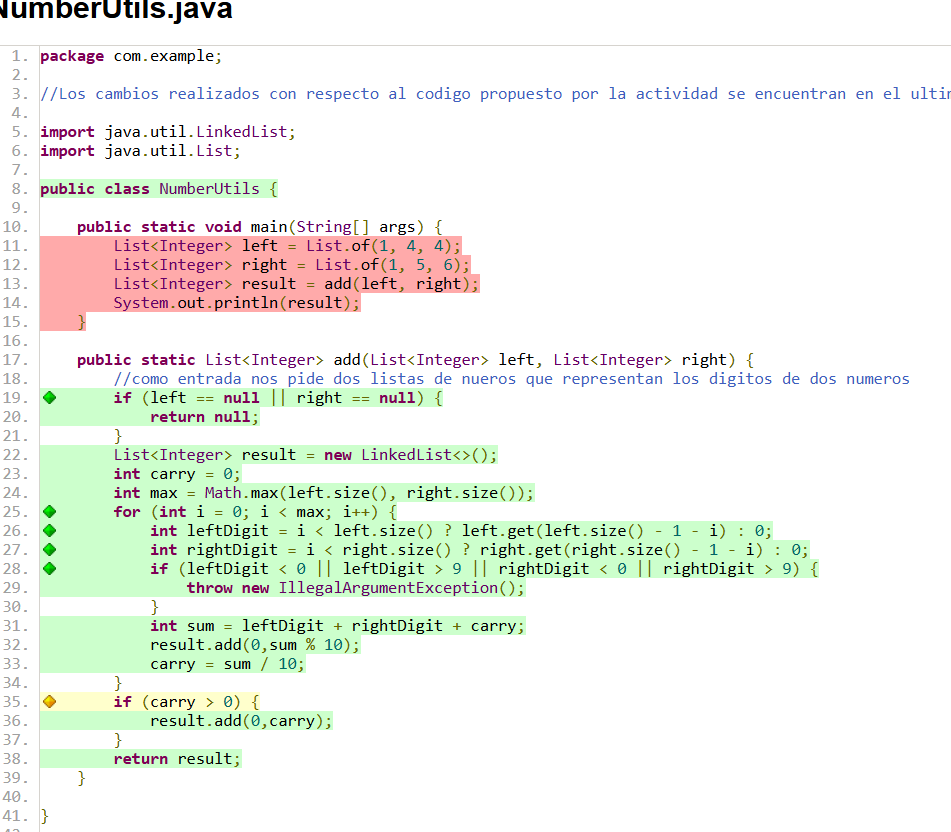 NumberUtils.java
1. package com.example;
2.
3. //Los cambios realizados con respecto al codigo propuesto por la actividad se encuentran en el
4.
5. import java.util.LinkedList;
6. import java.util.List;
7.
8. public class NumberUtils {
9.
10.     public static void main(String[] args) {
11.         List<Integer> left = List.of(1, 4, 4);
12.         List<Integer> right = List.of(1, 5, 6);
13.         List<Integer> result = add(left, right);
14.         System.out.println(result);
15.     }
16.
17.     public static List<Integer> add(List<Integer> left, List<Integer> right) {
18.         //como entrada nos pide dos listas de nueros que representan los digitos de dos numeros
19.         if (left == null || right == null) {
20.             return null;
21.         }
22.         List<Integer> result = new LinkedList<>();
23.         int carry = 0;
24.         int max = Math.max(left.size(), right.size());
25.         for (int i = 0; i < max; i++) {
26.             int leftDigit = i < left.size() ? left.get(left.size() - 1 - i) : 0;
27.             int rightDigit = i < right.size() ? right.get(right.size() - 1 - i) : 0;
28.             if (leftDigit < 0 || leftDigit > 9 || rightDigit < 0 || rightDigit > 9) {
29.                 throw new IllegalArgumentException();
30.             }
31.             int sum = leftDigit + rightDigit + carry;
32.             result.add(0,sum % 10);
33.             carry = sum / 10;
34.         }
35.         if (carry > 0) {
36.             result.add(0,carry);
37.         }
38.         return result;
39.     }
40.
41. }